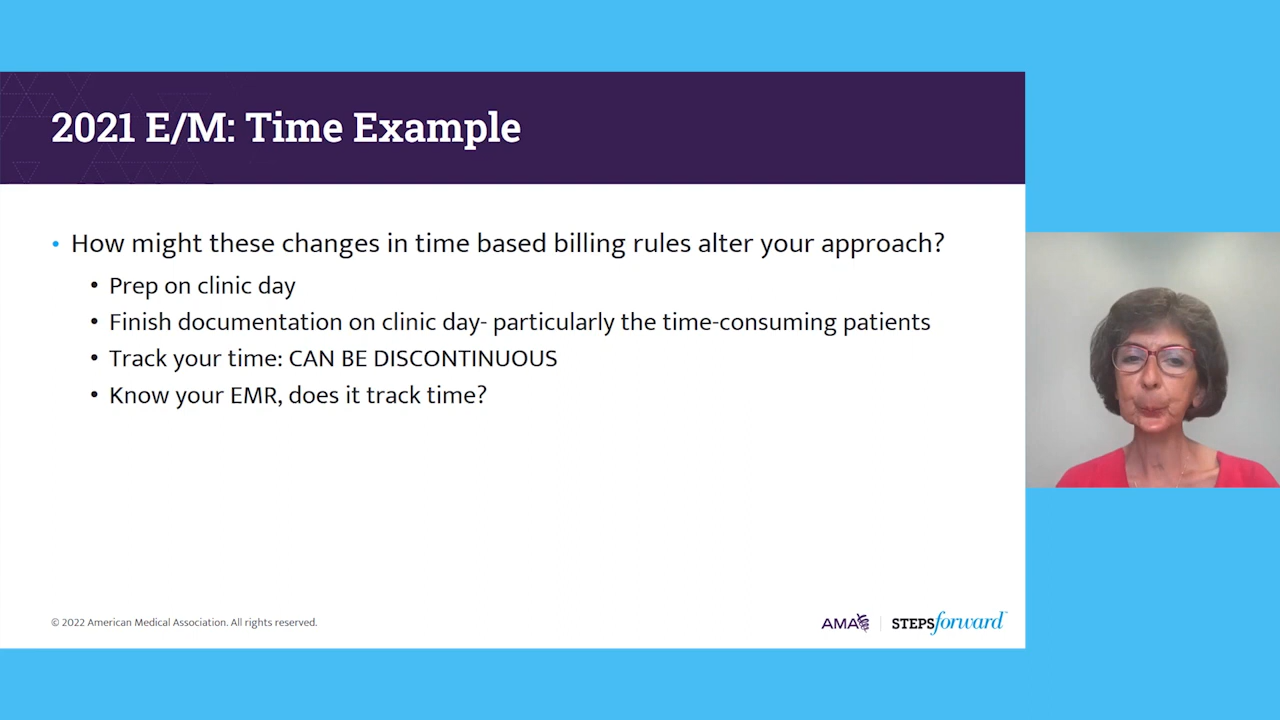 2021 E/M: Time Example
• How might these changes in time based billing rules alter your approach?
• Prep on clinic day
• Finish documentation on clinic day- particularly the time-consuming patients
• Track your time: CAN BE DISCONTINUOUS
• Know your EMR, does it track time?
© 2022 American Medical Association. All rights reserved.
AMA | STEPSforward™